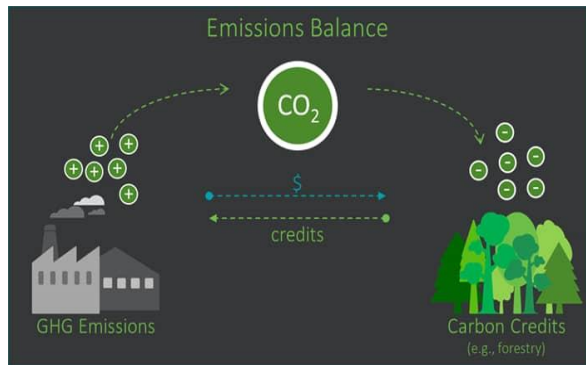 Emissions Balance
CO₂
$
credits
GHG Emissions
Carbon Credits
(e.g., forestry)